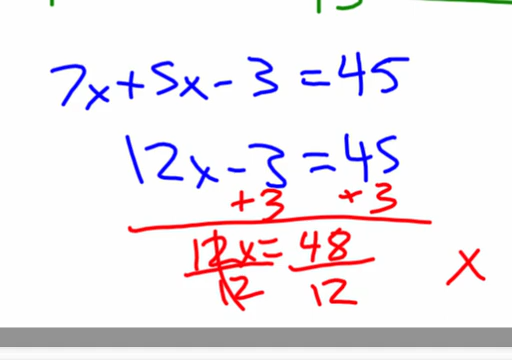 7x+5x-3=45
12x-3=45
+3 +3
12x= 48 x
12 12